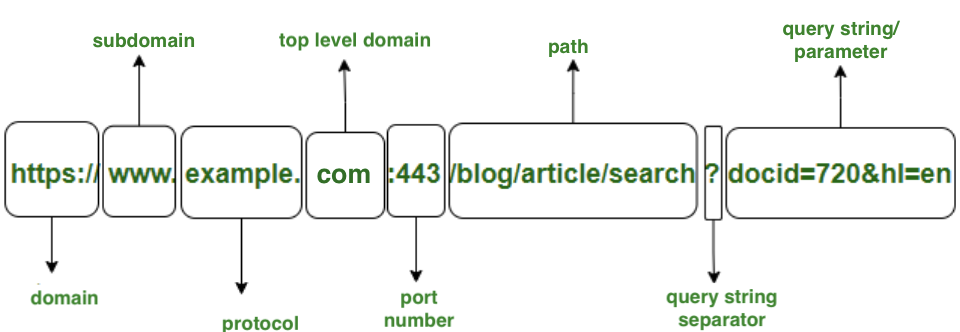 subdomain
top level domain
path
query string/
parameter
https://www.example.com:443/blog/article/search?docid=720&hl=en
domain
protocol
port
number
query string
separator